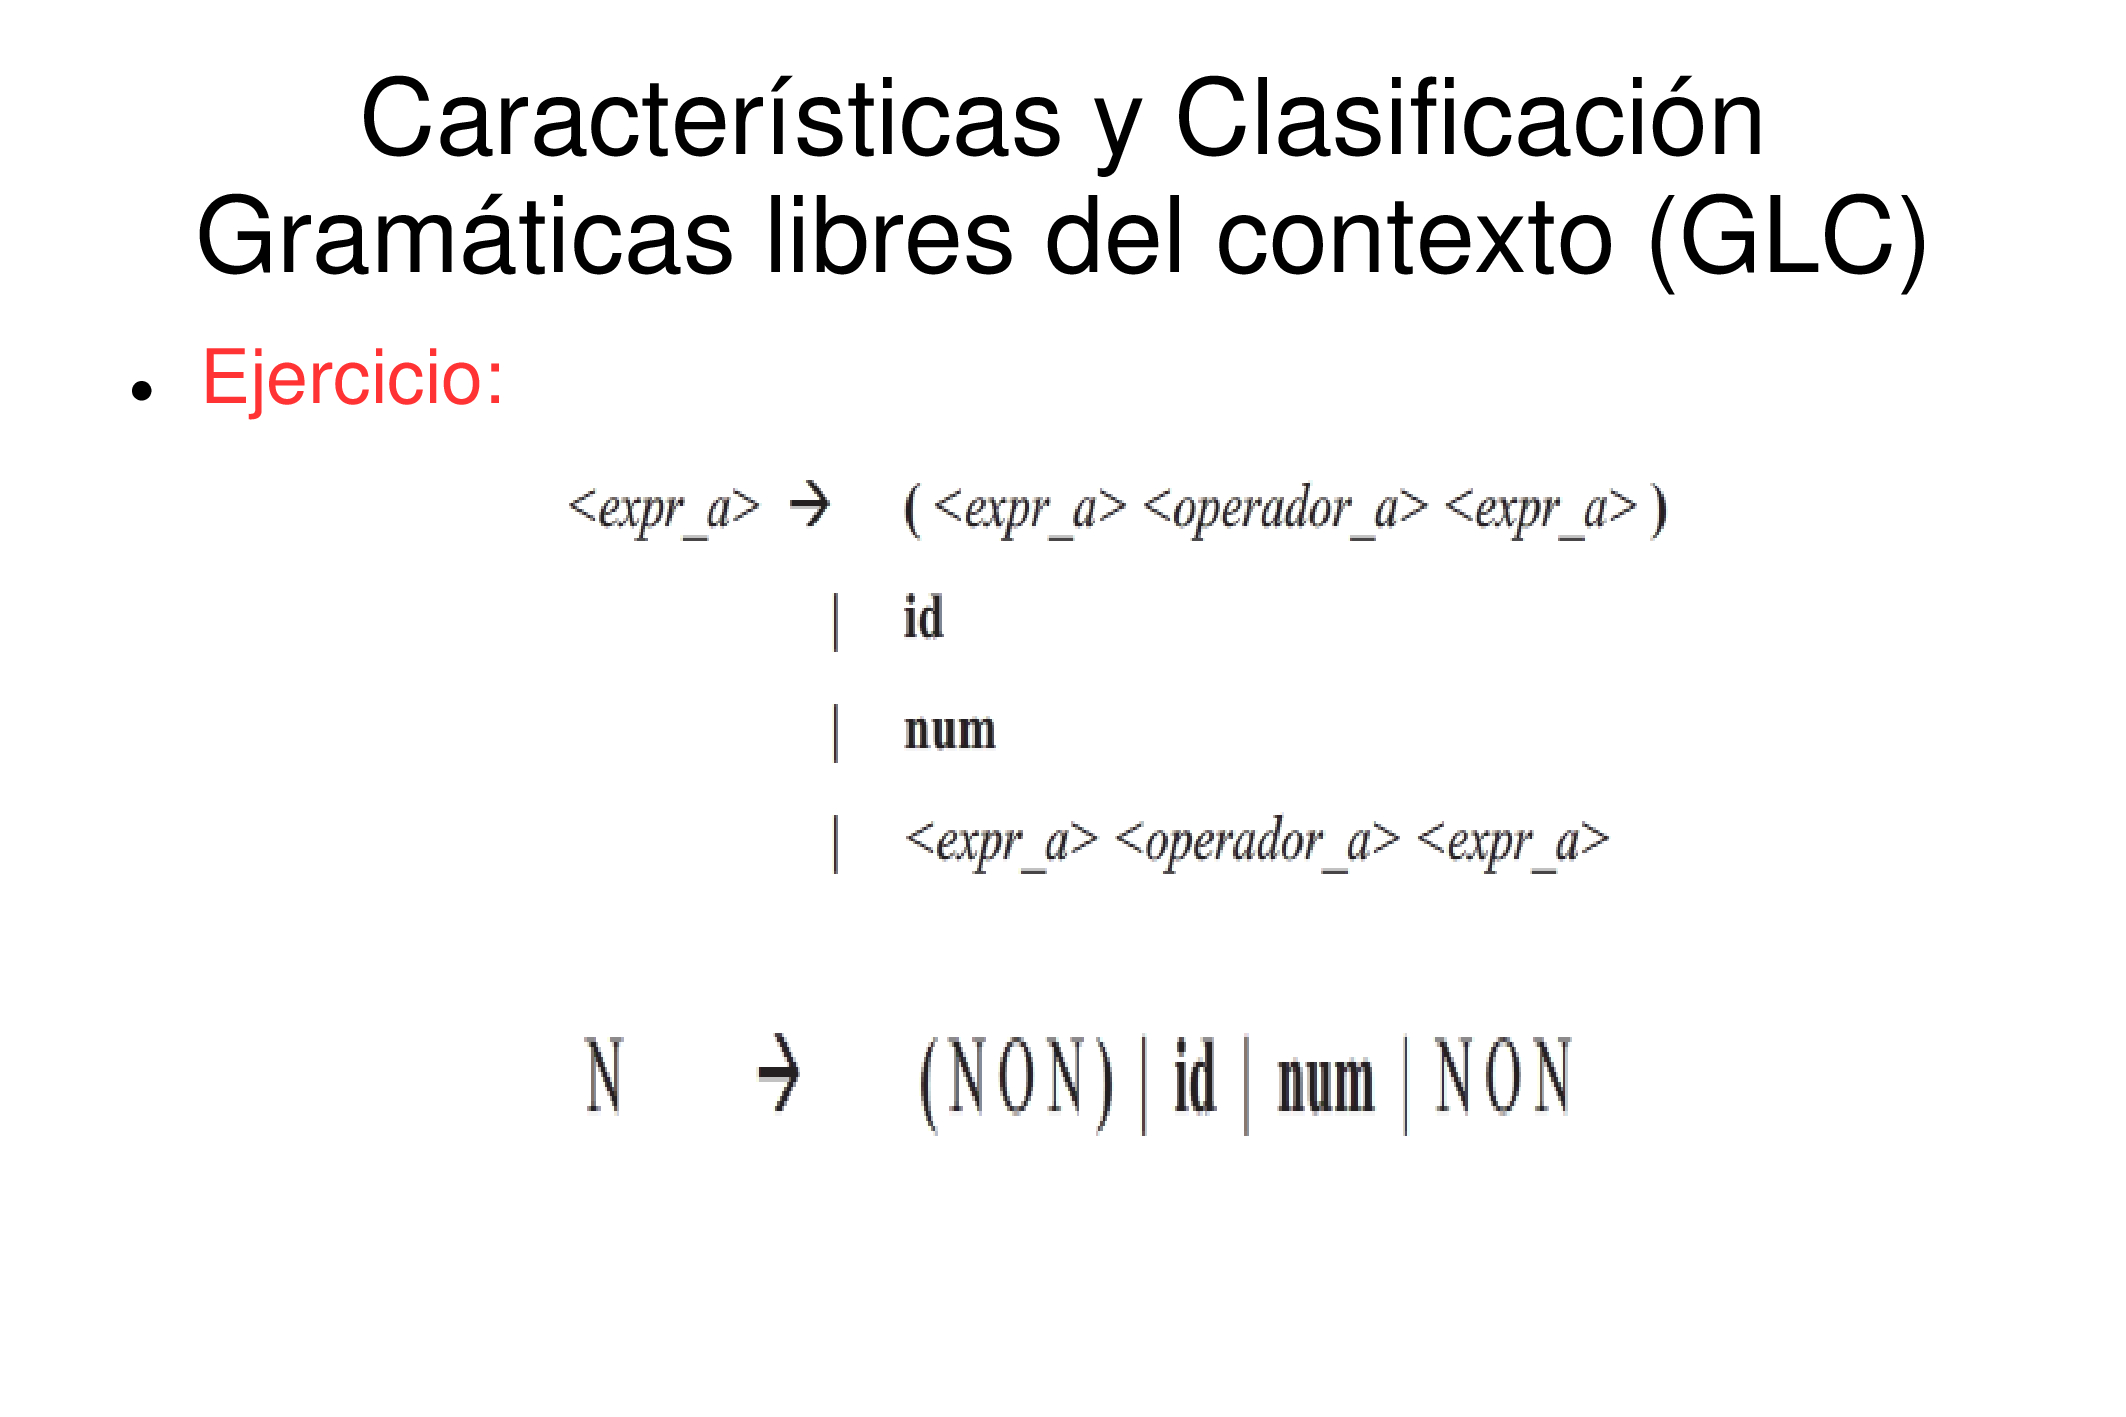 Características y Clasificación
Gramáticas libres del contexto (GLC)
• Ejercicio:
<expr_a> → ( <expr_a> <operador_a> <expr_a> )
| id
| num
| <expr_a> <operador_a> <expr_a>
N → ( N O N ) | id | num | N O N